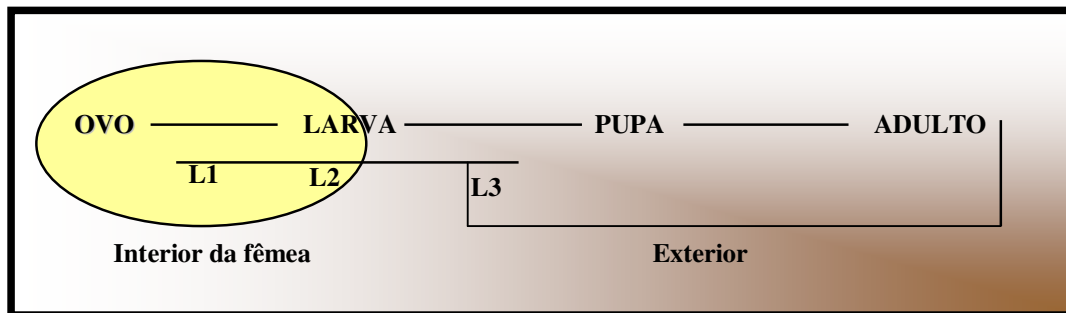 OVO LARVA PUPA ADULTO
L1 L2 L3
Interior da fêmea Exterior